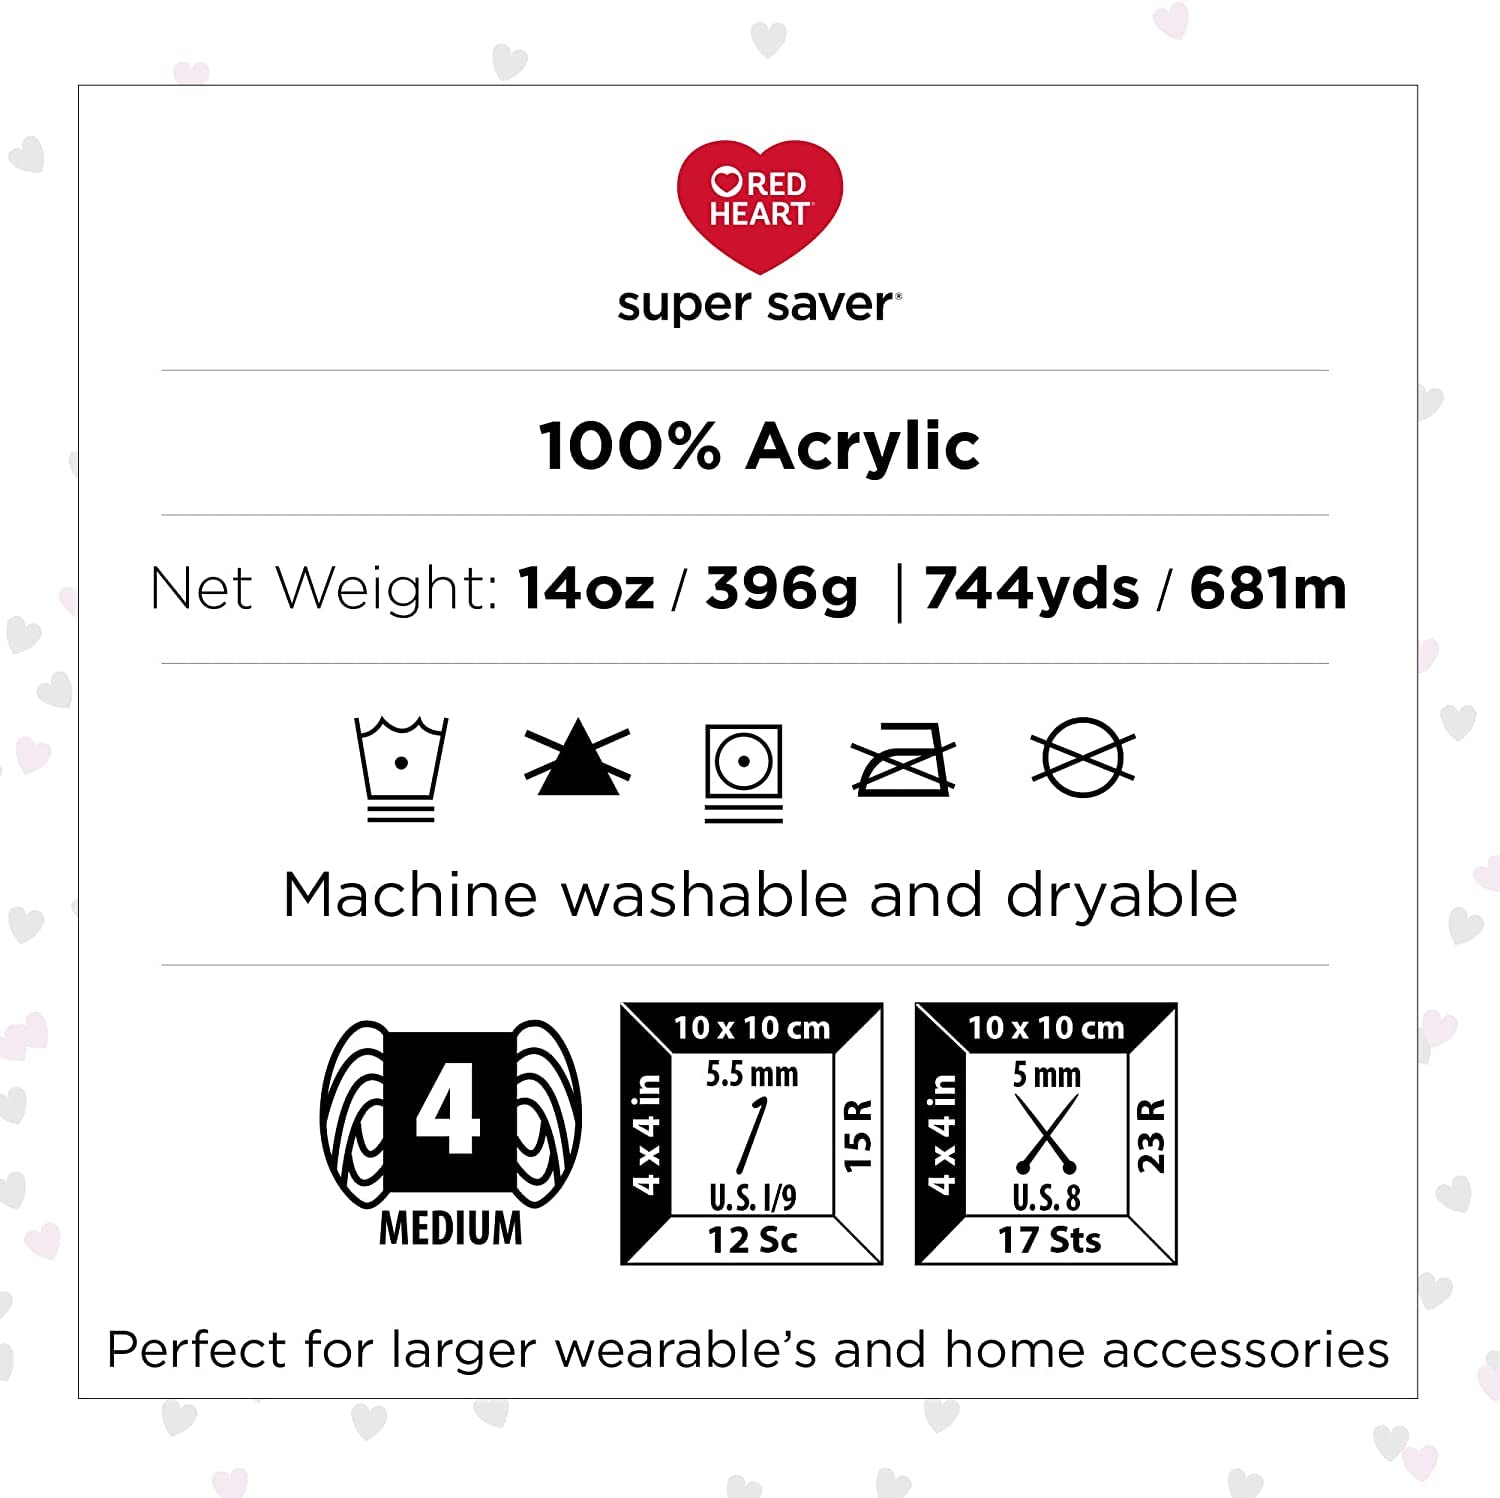 RED
HEART
super saver®
100% Acrylic
Net Weight: 14oz / 396g | 744yds / 681m
Machine washable and dryable
4
MEDIUM
10 x 10 cm
4 x 4 in
5.5 mm
U.S. I/9
15 R
12 Sc
10 x 10 cm
4 x 4 in
5 mm
U.S. 8
23 R
17 Sts
Perfect for larger wearable’s and home accessories